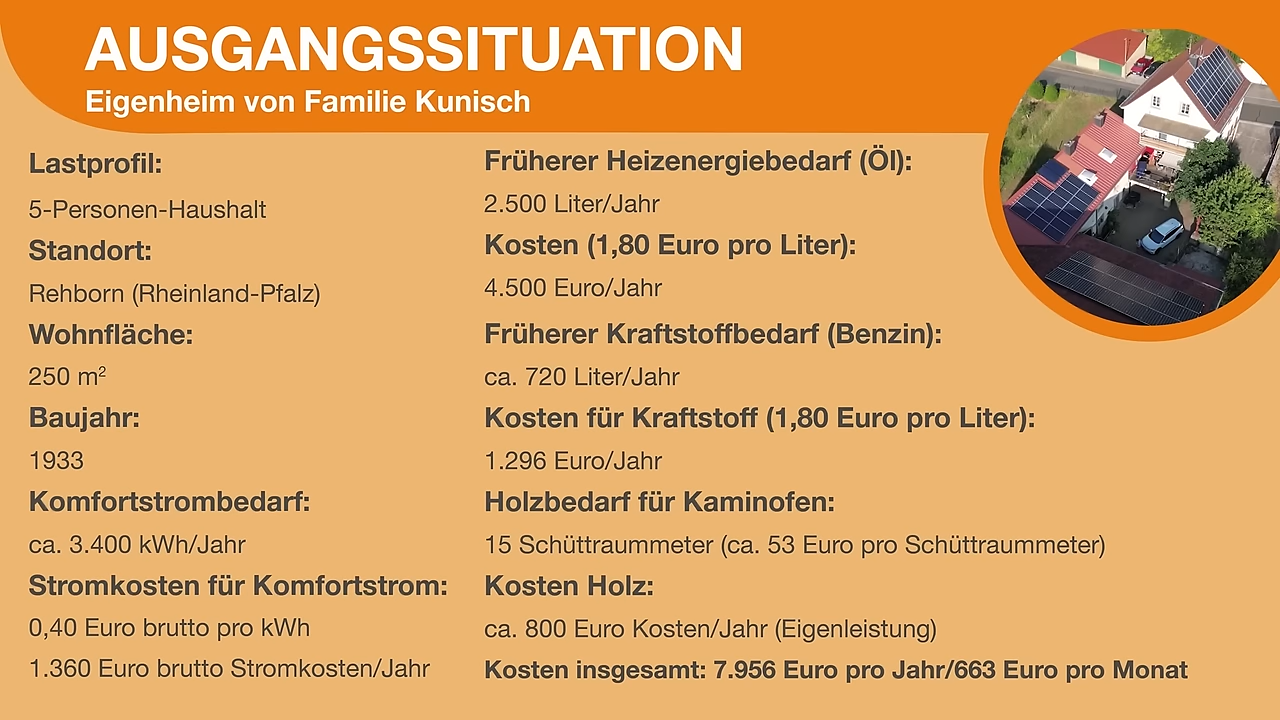 AUSGANGSSITUATION
Eigenheim von Familie Kunisch
Lastprofil:
5-Personen-Haushalt
Standort:
Rehborn (Rheinland-Pfalz)
Wohnfläche:
250 m²
Baujahr:
1933
Komfortstrombedarf:
ca. 3.400 kWh/Jahr
Stromkosten für Komfortstrom:
0,40 Euro brutto pro kWh
1.360 Euro brutto Stromkosten/Jahr
Früherer Heizenergiebedarf (Öl):
2.500 Liter/Jahr
Kosten (1,80 Euro pro Liter):
4.500 Euro/Jahr
Früherer Kraftstoffbedarf (Benzin):
ca. 720 Liter/Jahr
Kosten für Kraftstoff (1,80 Euro pro Liter):
1.296 Euro/Jahr
Holzbedarf für Kaminofen:
15 Schüttraummeter (ca. 53 Euro pro Schüttraummeter)
Kosten Holz:
ca. 800 Euro Kosten/Jahr (Eigenleistung)
Kosten insgesamt: 7.956 Euro pro Jahr/663 Euro pro Monat